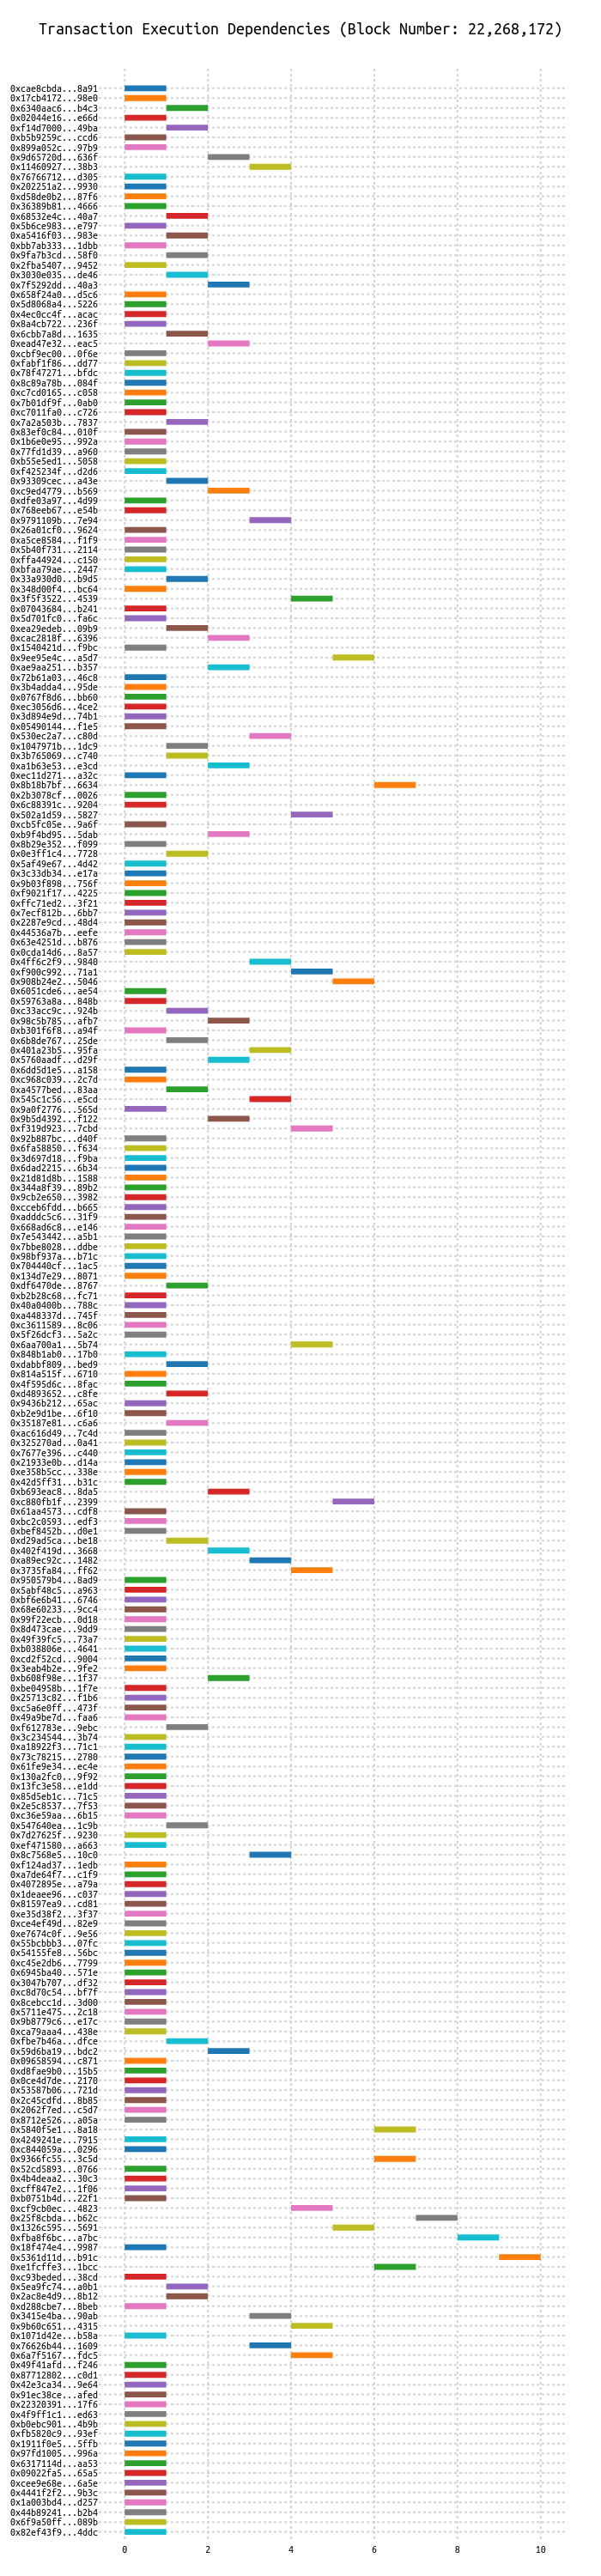 Transaction Execution Dependencies (Block Number: 22,268,172)
0xcae8cbda...8a91
0x17cb4172...98e0
0x6340aac6...b4c3
0x02044e16...e66d
0xf14d7000...49ba
0xb5b9259c...ccd6
0x899a052c...97b9
0x9d65720d...636f
0x11460927...38b3
0x76766712...d305
0x202251a2...9930
0xd58de0b2...87f6
0x36389b81...4666
0x68532e4c...40a7
0x5b6ce983...e797
0xa5416f03...983e
0xbb7ab333...1dbb
0x9fa7b3cd...58f0
0x2fba5407...9452
0x3030e035...de46
0x7f5292dd...40a3
0x658f24a0...d5c6
0x5d8068a4...5226
0x4ec0cc4f...acac
0x8a4cb722...236f
0x6cbb7a8d...1635
0xead47e32...eac5
0xcbf9ec00...0f6e
0xfabf1f86...dd77
0x78f47271...bfdc
0x8c89a78b...084f
0xc7cd0165...c058
0x7b01df9f...0ab0
0xc7011fa0...c726
0x7a2a503b...7837
0x83ef0c84...010f
0x1b6e0e95...992a
0x77fd1d39...a960
0xb55e5ed1...5058
0xf425234f...d2d6
0x93309cec...a43e
0xc9ed4779...b569
0xdfe03a97...4d99
0x768eeb67...e54b
0x9791109b...7e94
0x26a01cf0...9624
0xa5ce8584...f1f9
0x5b40f731...2114
0xffa44924...c150
0xbfaa79ae...2447
0x33a930d0...b9d5
0x348d00f4...bc64
0x3f5f3522...4539
0x07043684...b241
0x5d701fc0...fa6c
0xea29edeb...09b9
0xcac2818f...6396
0x1540421d...f9bc
0x9ee95e4c...a5d7
0xae9aa251...b357
0x72b61a03...46c8
0x3b4adda4...95de
0x0767f8d6...bb60
0xec3056d6...4ce2
0x3d894e9d...74b1
0x05490144...f1e5
0x530ec2a7...c80d
0x1047971b...1dc9
0x3b765069...c740
0xa1b63e53...e3cd
0xec11d271...a32c
0x8b18b7bf...6634
0x2b3078cf...0026
0x6c88391c...9204
0x502a1d59...5827
0xcb5fc05e...9a6f
0xb9f4bd95...5dab
0x8b29e352...f099
0x0e3ff1c4...7728
0x5af49e67...4d42
0x3c33db34...e17a
0x9b03f898...756f
0xf9021f17...4225
0xffc71ed2...3f21
0x7ecf812b...6bb7
0x2287e9cd...48d4
0x44536a7b...eefe
0x63e4251d...b876
0x0cda14d6...8a57
0x4ff6c2f9...9840
0xf900c992...71a1
0x908b24e2...5046
0x6051cde6...ae54
0x59763a8a...848b
0xc33acc9c...924b
0x98c5b785...afb7
0xb301f6f8...a94f
0x6b8de767...25de
0x401a23b5...95fa
0x5760aadf...d29f
0x6dd5d1e5...a158
0xc968c039...2c7d
0xa4577bed...83aa
0x545c1c56...e5cd
0x9a0f2776...565d
0x9b5d4392...f122
0xf319d923...7cbd
0x92b887bc...d40f
0x6fa58850...f634
0x3d697d18...f9ba
0x6dad2215...6b34
0x21d81d8b...1588
0x344a8f39...89b2
0x9cb2e650...3982
0xcceb6fdd...b665
0xadddc5c6...31f9
0x668ad6c8...e146
0x7e543442...a5b1
0x7bbe8028...ddbe
0x98bf937a...b71c
0x704440cf...1ac5
0x134d7e29...8071
0xdf6470de...8767
0xb2b28c68...fc71
0x40a0400b...788c
0xa448337d...745f
0xc3611589...8c06
0x5f26dcf3...5a2c
0x6aa700a1...5b74
0x848b1ab0...17b0
0xdabbf809...bed9
0x814a515f...6710
0x4f595d6c...8fac
0xd4893652...c8fe
0x9436b212...65ac
0xb2e9d1be...6f10
0x35187e81...c6a6
0xac616d49...7c4d
0x325270ad...0a41
0x7677e396...c440
0x21933e0b...d14a
0xe358b5cc...338e
0x42d5ff31...b31c
0xb693eac8...8da5
0xc880fb1f...2399
0x61aa4573...cdf8
0xbc2c0593...edf3
0xbef8452b...d0e1
0xd29ad5ca...be18
0x402f419d...3668
0xa89ec92c...1482
0x3735fa84...ff62
0x950579b4...8ad9
0x5abf48c5...a963
0xbf6e6b41...6746
0x68e60233...9cc4
0x99f22ecb...0d18
0x8d473cae...9dd9
0x49f39fc5...73a7
0xb038806e...4641
0xcd2f52cd...9004
0x3eab4b2e...9fe2
0xb608f98e...1f37
0xbe04958b...1f7e
0x25713c82...f1b6
0xc5a6e0ff...473f
0x49a9be7d...faa6
0xf612783e...9ebc
0x3c234544...3b74
0xa18922f3...71c1
0x73c78215...2780
0x61fe9e34...ec4e
0x130a2fc0...9f92
0x13fc3e58...e1dd
0x85d5eb1c...71c5
0x2e5c8537...7f53
0xc36e59aa...6b15
0x547640ea...1c9b
0x7d27625f...9230
0xef471580...a663
0x8c7568e5...10c0
0xf124ad37...1edb
0xa7de64f7...c1f9
0x4072895e...a79a
0x1deaee96...c037
0x81597ea9...cd81
0xe35d38f2...3f37
0xce4ef49d...82e9
0xe7674c0f...9e56
0x55bcbbb3...07fc
0x54155fe8...56bc
0xc45e2db6...7799
0x6945ba40...571e
0x3047b707...df32
0xc8d70c54...bf7f
0x8cebcc1d...3d00
0x5711e475...2c18
0x9b8779c6...e17c
0xca79aaa4...438e
0xfbe7b46a...dfce
0x59d6ba19...bdc2
0x09658594...c871
0xd8fae9b0...15b5
0x0ce4d7de...2170
0x53587b06...721d
0x2c45cdfd...8b85
0x2062f7ed...c5d7
0x8712e526...a05a
0x5840f5e1...8a18
0x4249241e...7915
0xc844059a...0296
0x9366fc55...3c5d
0x52cd5893...0766
0x4b4deaa2...30c3
0xcff847e2...1f06
0xb0751b4d...22f1
0xcf9cb0ec...4823
0x25f8cbda...b62c
0x1326c595...5691
0xfba8f6bc...a7bc
0x18f474e4...9987
0x5361d11d...b91c
0xe1fcffe3...1bcc
0xc93beded...38cd
0x5ea9fc74...a0b1
0x2ac8e4d9...8b12
0xd288cbe7...8beb
0x3415e4ba...90ab
0x9b60c651...4315
0x1071d42e...b58a
0x76626b44...1609
0x6a7f5167...fdc5
0x49f41afd...f246
0x87712802...c0d1
0x42e3ca34...9e64
0x91ec38ce...afed
0x22320391...17f6
0x4f9ff1c1...ed63
0xb0ebc901...4b9b
0xfb5820c9...93ef
0x1911f0e5...5ffb
0x97fd1005...996a
0x6317114d...aa53
0x09022fa5...65a5
0xcee9e68e...6a5e
0x4441f2f2...9b3c
0x1a003bd4...d257
0x44b89241...b2b4
0x6f9a50ff...089b
0x82ef43f9...4ddc
0 2 4 6 8 10